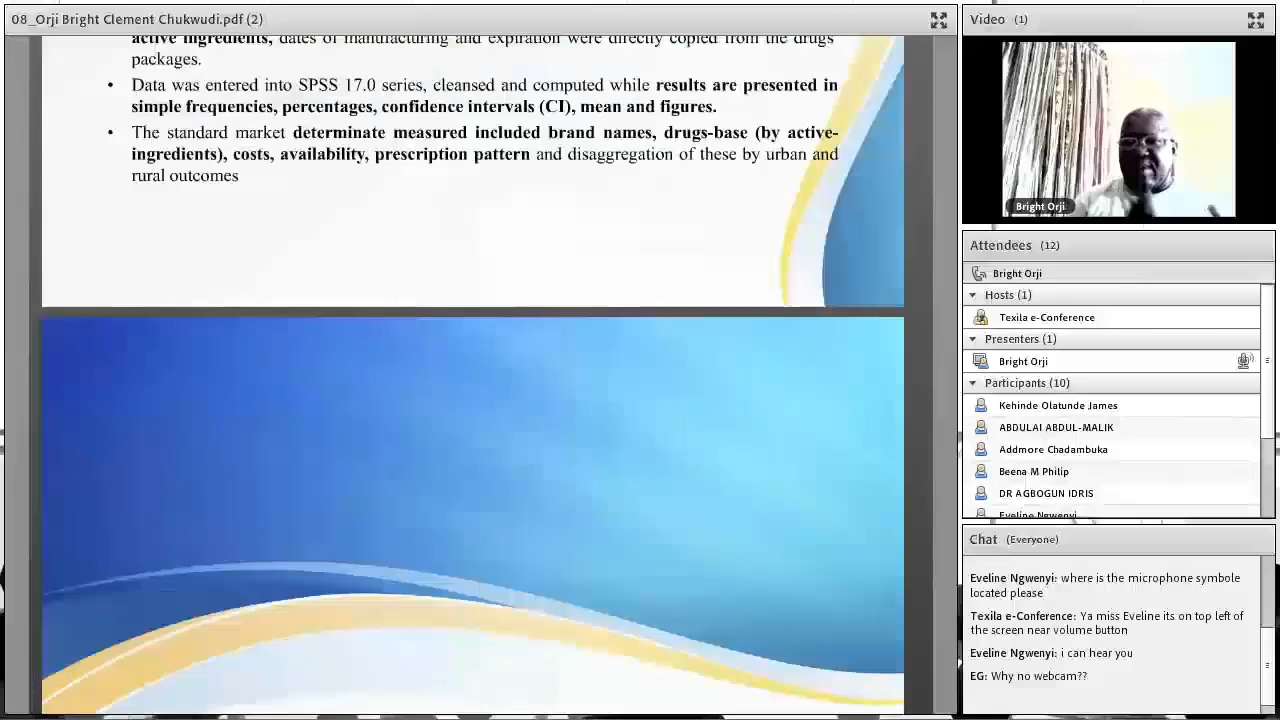 08_Orji Bright Clement Chukwudi.pdf (2)
active ingredients, dates of manufacturing and expiration were directly copied from the drugs'
packages.
• Data was entered into SPSS 17.0 series, cleansed and computed while results are presented in
simple frequencies, percentages, confidence intervals (CI), mean and figures.
• The standard market determinate measured included brand names, drugs-base (by active-
ingredients), costs, availability, prescription pattern and disaggregation of these by urban and
rural outcomes
Video (1)
Bright Orji
Attendees (12)
Bright Orji
Hosts (1)
Texila e-Conference
Presenters (1)
Bright Orji
Participants (10)
Kehinde Olatunde James
ABDULAI ABDUL-MALIK
Addmore Chadambuka
Beena M Philip
DR AGBOGUN IDRIS
Eveline Ngwenyi
Chat (Everyone)
Eveline Ngwenyi: where is the microphone symbole
located please
Texila e-Conference: Ya miss Eveline its on top left of
the screen near volume button
Eveline Ngwenyi: i can hear you
EG: Why no webcam??